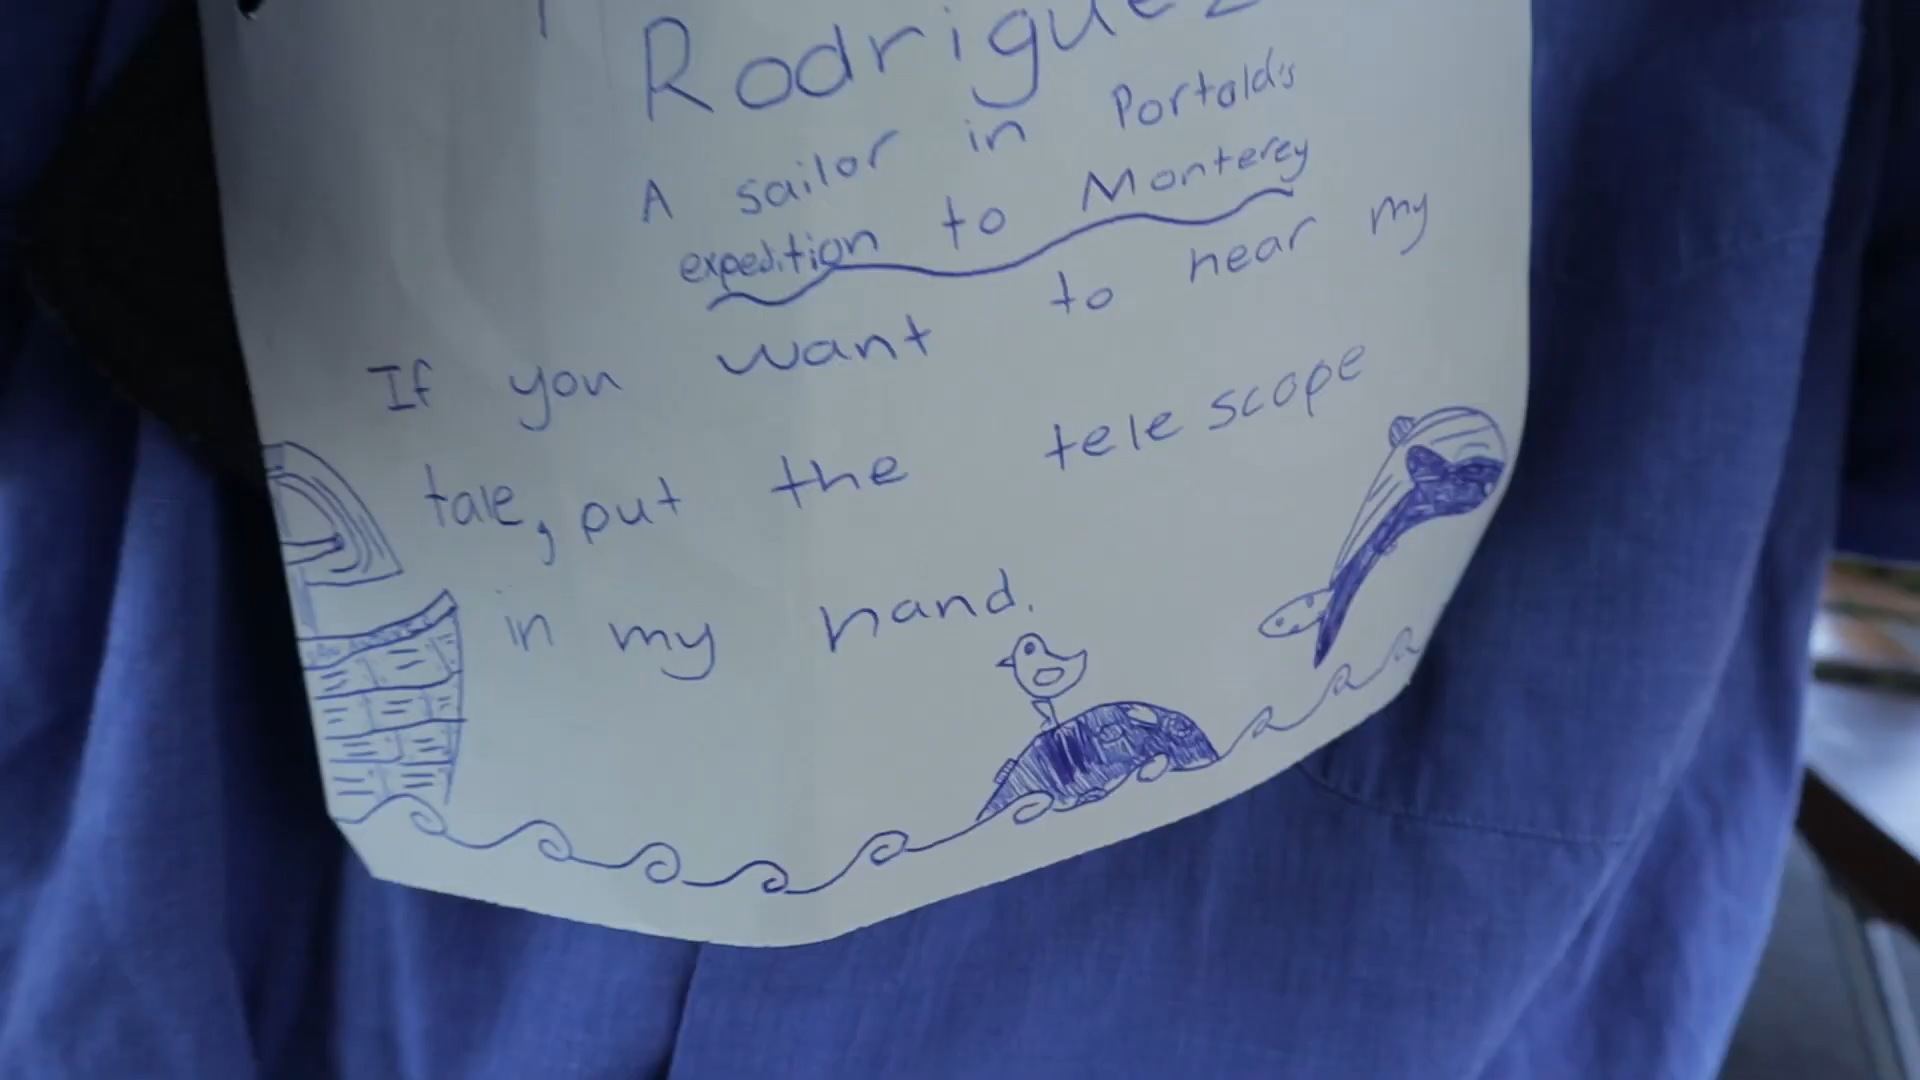 Rodriguez
A sailor in Portola's
expedition to Monterey
If you want to hear my
tale, put the telescope
in my hand.